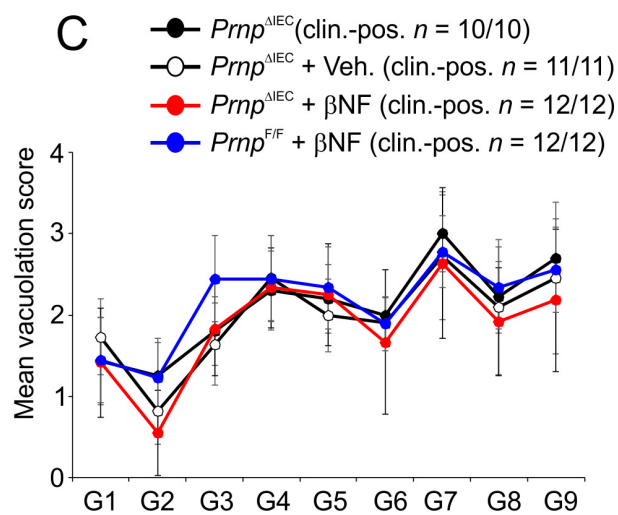 C
Prnp^ΔIEC (clin.-pos. n = 10/10)
Prnp^ΔIEC + Veh. (clin.-pos. n = 11/11)
Prnp^ΔIEC + βNF (clin.-pos. n = 12/12)
Prnp^F/F + βNF (clin.-pos. n = 12/12)
Mean vacuolation score
4
3
2
1
0
G1 G2 G3 G4 G5 G6 G7 G8 G9